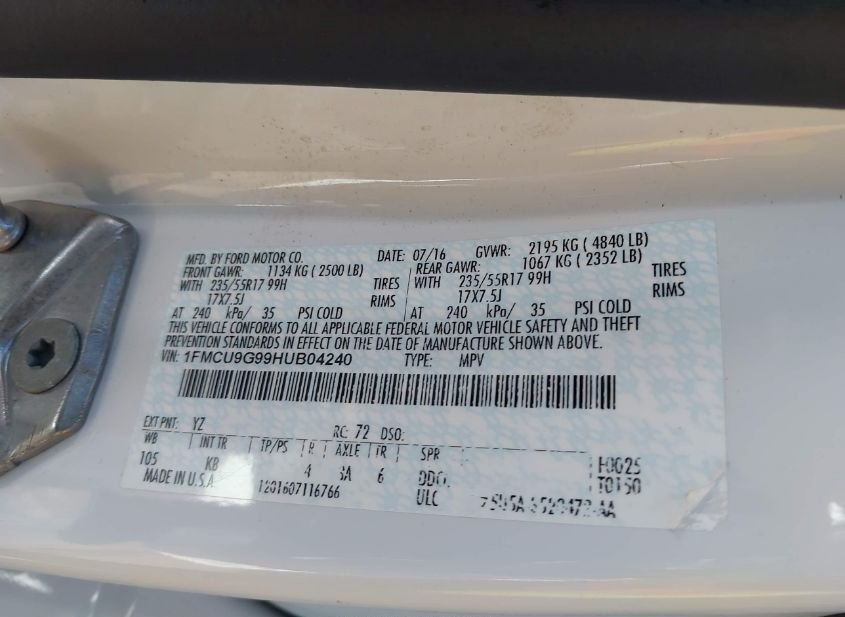 MFD. BY FORD MOTOR CO. DATE: 07/16 GVWR: 2195 KG ( 4840 LB)
FRONT GAWR: 1134 KG ( 2500 LB) REAR GAWR: 1067 KG ( 2352 LB)
WITH 235/55R17 99H TIRES WITH 235/55R17 99H TIRES
17X7.5J RIMS 17X7.5J RIMS
AT 240 kPa/ 35 PSI COLD AT 240 kPa/ 35 PSI COLD
THIS VEHICLE CONFORMS TO ALL APPLICABLE FEDERAL MOTOR VEHICLE SAFETY AND THEFT
PREVENTION STANDARDS IN EFFECT ON THE DATE OF MANUFACTURE SHOWN ABOVE.
VIN: 1FMCU9G99HUB04240 TYPE: MPV
EXT PNT: YZ RC: 72 DSO:
WB INT TR TP/PS R AXLE TR SPR
105 KB 4 6
MADE IN U.S.A 1201607116766 ULC